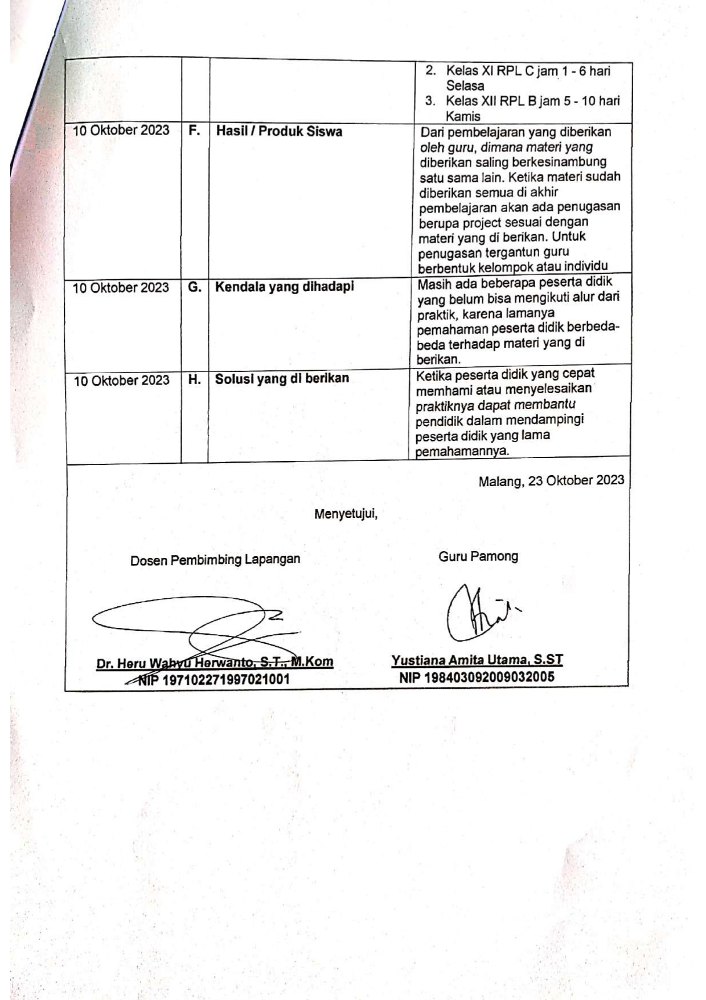 2. Kelas XI RPL C jam 1 - 6 hari
Selasa
3. Kelas XII RPL B jam 5 - 10 hari
Kamis
10 Oktober 2023 F. Hasil / Produk Siswa Dari pembelajaran yang diberikan
oleh guru, dimana materi yang
diberikan saling berkesinambung
satu sama lain. Ketika materi sudah
diberikan semua di akhir
pembelajaran akan ada penugasan
berupa project sesuai dengan
materi yang di berikan. Untuk
penugasan tergantun guru
berbentuk kelompok atau individu
10 Oktober 2023 G. Kendala yang dihadapi Masih ada beberapa peserta didik
yang belum bisa mengikuti alur dari
praktik, karena lamanya
pemahaman peserta didik berbeda-
beda terhadap materi yang di
berikan.
10 Oktober 2023 H. Solusi yang di berikan Ketika peserta didik yang cepat
memhami atau menyelesaikan
praktiknya dapat membantu
pendidik dalam mendampingi
peserta didik yang lama
pemahamannya.
Malang, 23 Oktober 2023
Menyetujui,
Dosen Pembimbing Lapangan Guru Pamong
Dr. Heru Wahyu Herwanto, S.T., M.Kom Yustiana Amita Utama, S.ST
NIP 197102271997021001 NIP 198403092009032005